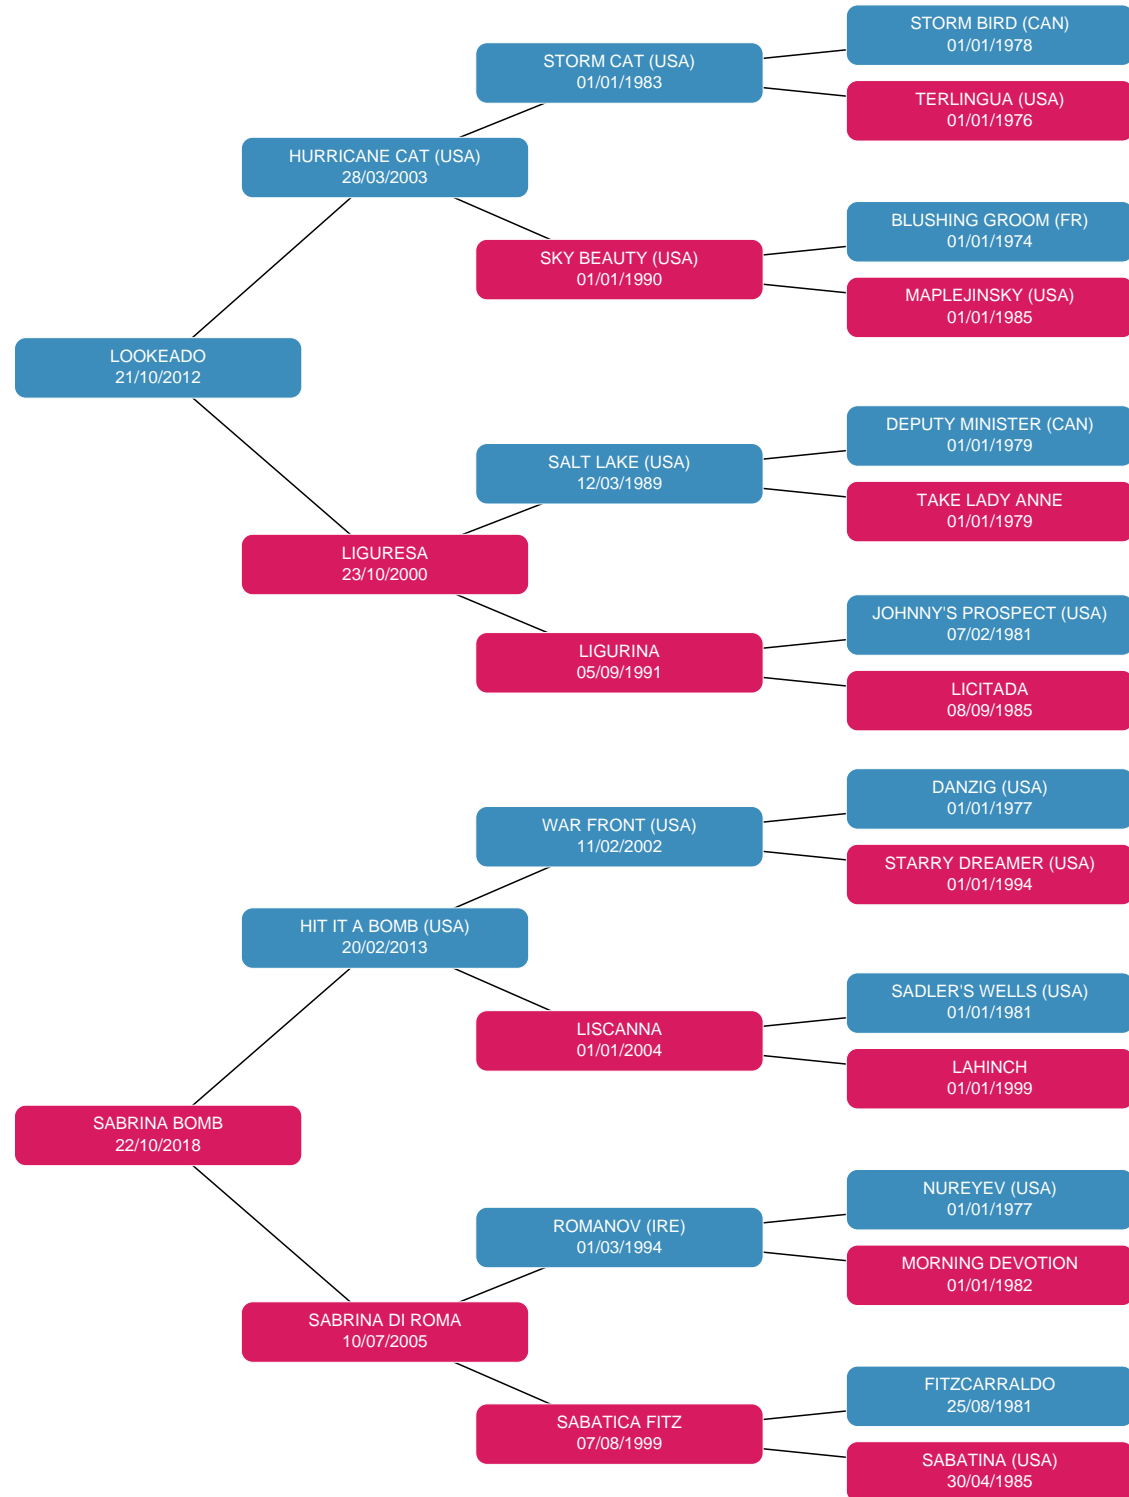 STORM BIRD (CAN)
01/01/1978
STORM CAT (USA)
01/01/1983
TERLINGUA (USA)
01/01/1976
HURRICANE CAT (USA)
28/03/2003
BLUSHING GROOM (FR)
01/01/1974
SKY BEAUTY (USA)
01/01/1990
MAPLEJINSKY (USA)
01/01/1985
LOOKEADO
21/10/2012
DEPUTY MINISTER (CAN)
01/01/1979
SALT LAKE (USA)
12/03/1989
TAKE LADY ANNE
01/01/1979
LIGURESA
23/10/2000
JOHNNY'S PROSPECT (USA)
07/02/1981
LIGURINA
05/09/1991
LICITADA
08/09/1985
DANZIG (USA)
01/01/1977
WAR FRONT (USA)
11/02/2002
STARRY DREAMER (USA)
01/01/1994
HIT IT A BOMB (USA)
20/02/2013
SADLER'S WELLS (USA)
01/01/1981
LISCANNA
01/01/2004
LAHINCH
01/01/1999
SABRINA BOMB
22/10/2018
NUREYEV (USA)
01/01/1977
ROMANOV (IRE)
01/03/1994
MORNING DEVOTION
01/01/1982
SABRINA DI ROMA
10/07/2005
FITZCARRALDO
25/08/1981
SABATICA FITZ
07/08/1999
SABATINA (USA)
30/04/1985